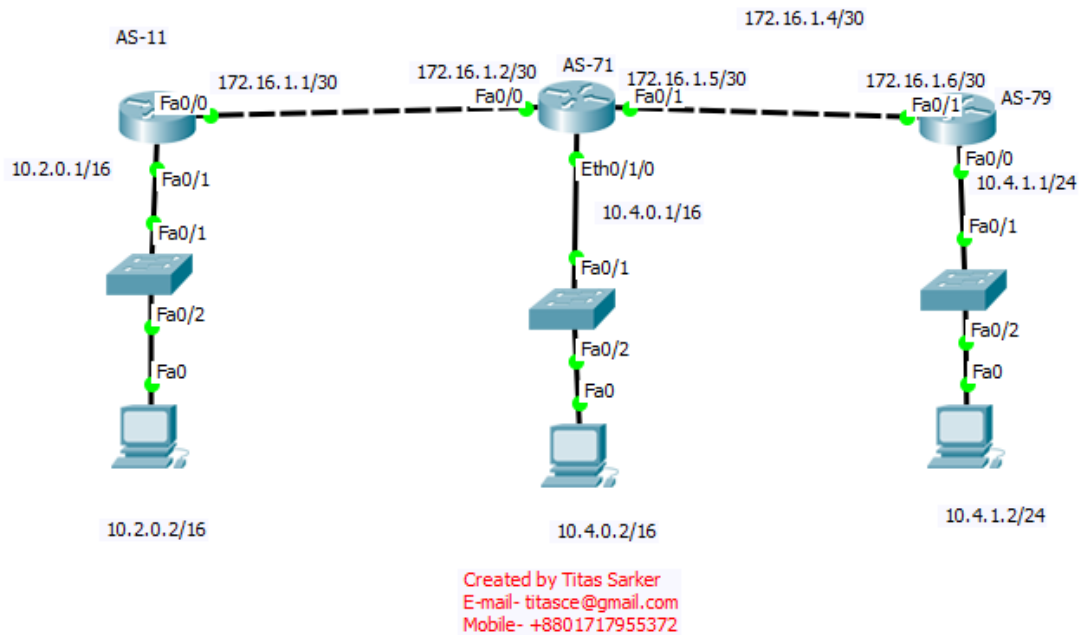 172.16.1.4/30
AS-11
AS-71
172.16.1.1/30
172.16.1.2/30
172.16.1.5/30
172.16.1.6/30
Fa0/0
Fa0/0
Fa0/1
Fa0/1
AS-79
10.2.0.1/16
Fa0/1
Eth0/1/0
Fa0/0
10.4.1.1/24
10.4.0.1/16
Fa0/1
Fa0/1
Fa0/1
Fa0/2
Fa0/2
Fa0/2
Fa0
Fa0
Fa0
10.2.0.2/16
10.4.0.2/16
10.4.1.2/24
Created by Titas Sarker
E-mail- titasce@gmail.com
Mobile- +8801717955372